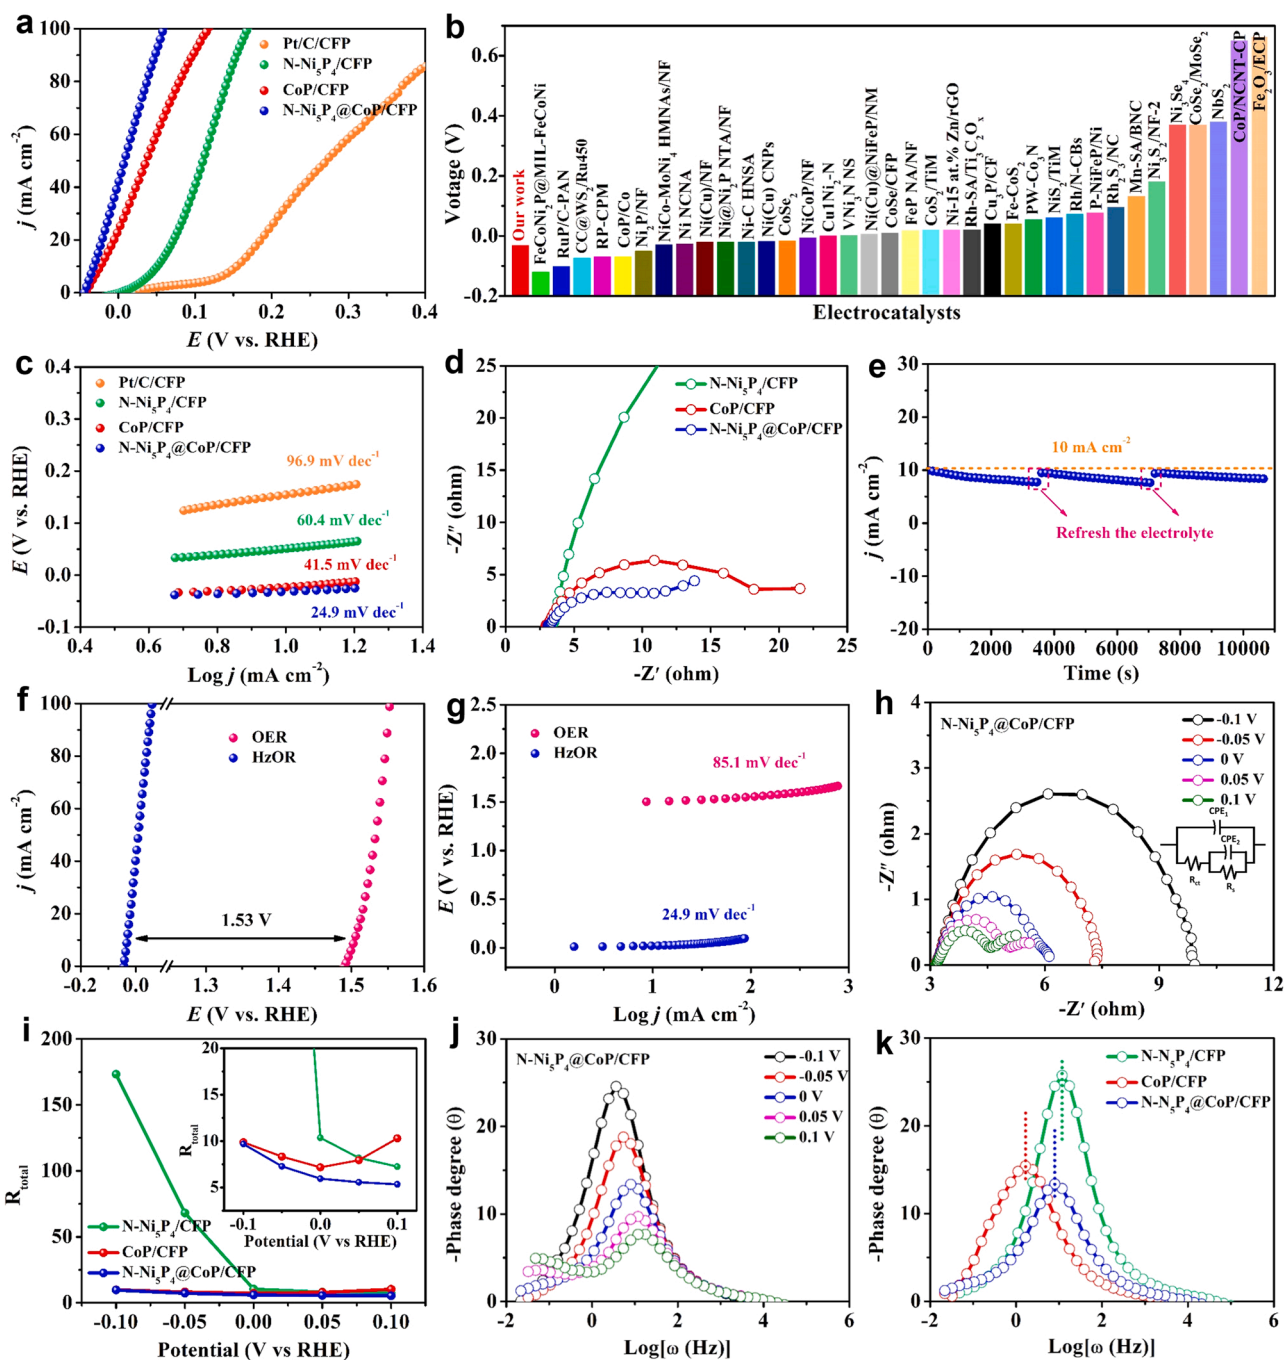 a
100
80
60
40
20
0
j (mA cm⁻²)
0.0 0.1 0.2 0.3 0.4
E (V vs. RHE)
Pt/C/CFP
N-Ni₅P₄/CFP
CoP/CFP
N-Ni₅P₄@CoP/CFP
b
0.6
0.4
0.2
0.0
-0.2
Votage (V)
Our work
FeCoNi₂P@MIL-FeCoNi
RuP/C-PAN
CC@WS₂/Ru450
RP-CPM
CoP/Co
Ni₂P/NF
NiCo-MoNi₄ HMNAs/NF
Ni NCNA
Ni(Cu)/NF
Ni@Ni₂P NTA/NF
Ni-C HNSA
Ni(Cu) CNPs
CoSe₂
NiCoP/NF
Cu1Ni₂-N
VNi₃N NS
Ni(Cu)@NiFeP/NM
CoSe/CFP
FeP NA/NF
CoS₂/TiM
Ni-15 at.% Zn/rGO
Rh-SA/Ti₃C₂Oₓ
Cu₃P/CF
Fe-CoS₂
PW-Co₃N
NiS₂/TiM
Rh/N-CBs
P-NiFeP/Ni
Rh₂S₃/NC
Mn-SA/BNC
Ni₃S₂/NF-2
Ni₃Se₄
CoSe₂/MoSe₂
NbS₂
CoP/NCNT-CP
Fe₂O₃/ECP
Electrocatalysts
c
0.4
0.3
0.2
0.1
0.0
-0.1
E (V vs. RHE)
Pt/C/CFP
N-Ni₅P₄/CFP
CoP/CFP
N-Ni₅P₄@CoP/CFP
96.9 mV dec⁻¹
60.4 mV dec⁻¹
41.5 mV dec⁻¹
24.9 mV dec⁻¹
0.4 0.6 0.8 1.0 1.2 1.4
Log j (mA cm⁻²)
d
25
20
15
10
5
0
-Z″ (ohm)
N-Ni₅P₄/CFP
CoP/CFP
N-Ni₅P₄@CoP/CFP
0 5 10 15 20 25
-Z′ (ohm)
e
30
20
10
0
-10
-20
j (mA cm⁻²)
10 mA cm⁻²
Refresh the electrolyte
0 2000 4000 6000 8000 10000
Time (s)
f
100
80
60
40
20
0
j (mA cm⁻²)
OER
HzOR
1.53 V
-0.2 0.0 1.3 1.4 1.5 1.6
E (V vs. RHE)
g
2.5
2.0
1.5
1.0
0.5
0.0
E (V vs. RHE)
OER
HzOR
85.1 mV dec⁻¹
24.9 mV dec⁻¹
0 1 2 3
Log j (mA cm⁻²)
h
N-Ni₅P₄@CoP/CFP
6
4
2
1
0
-Z″ (ohm)
-0.1 V
-0.05 V
0 V
0.05 V
0.1 V
CPE₁
CPE₂
R_ct
R_s
3 6 9 12
-Z′ (ohm)
i
200
175
150
125
100
75
50
25
0
R_total
N-Ni₅P₄/CFP
CoP/CFP
N-Ni₅P₄@CoP/CFP
-0.10 -0.05 0.00 0.05 0.10
Potential (V vs RHE)
20
15
10
5
R_total
-0.1 0.0 0.1
Potential (V vs RHE)
j
N-Ni₅P₄@CoP/CFP
30
20
10
0
-Phase degree (θ)
-0.1 V
-0.05 V
0 V
0.05 V
0.1 V
-2 0 2 4 6
Log[ω (Hz)]
k
30
20
10
0
-Phase degree (θ)
N-N₅P₄/CFP
CoP/CFP
N-N₅P₄@CoP/CFP
-2 0 2 4 6
Log[ω (Hz)]